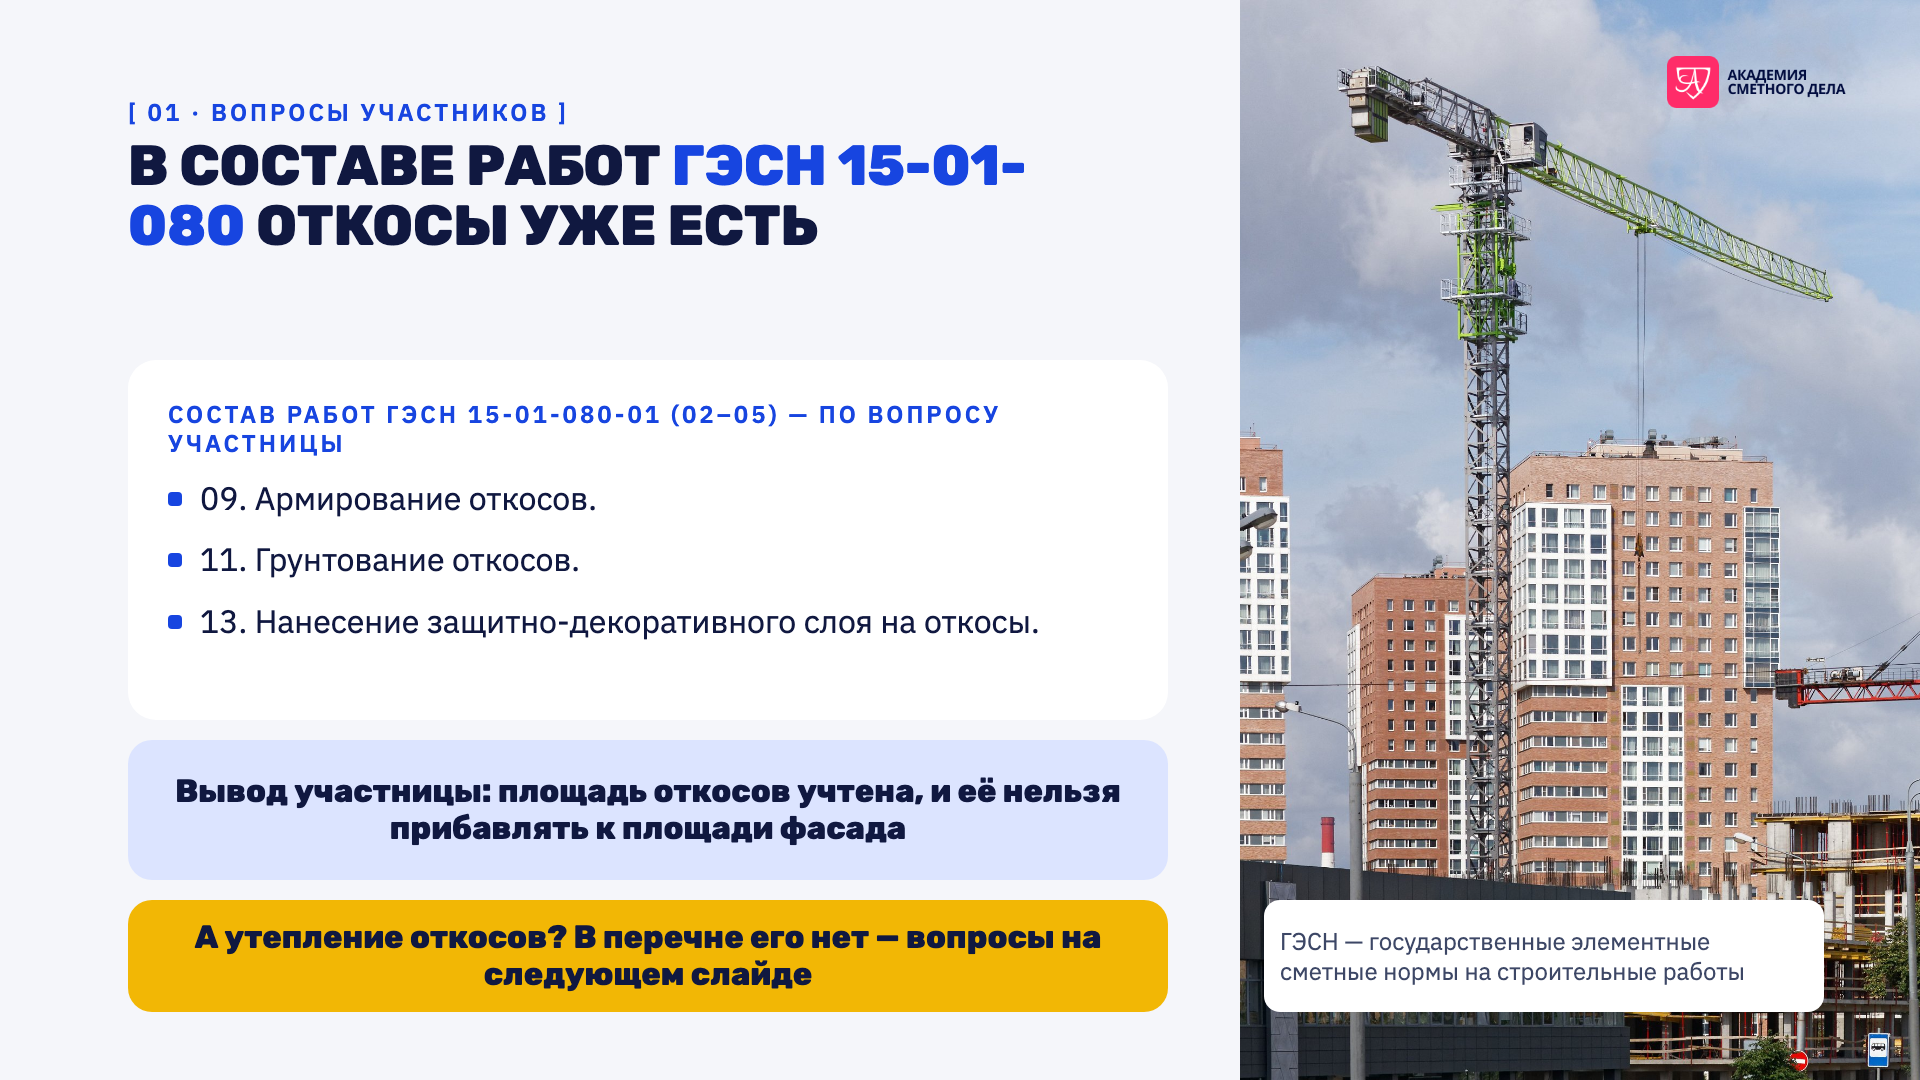 [ 01 · ВОПРОСЫ УЧАСТНИКОВ ]
В СОСТАВЕ РАБОТ ГЭСН 15-01-
080 ОТКОСЫ УЖЕ ЕСТЬ
СОСТАВ РАБОТ ГЭСН 15-01-080-01 (02–05) — ПО ВОПРОСУ
УЧАСТНИЦЫ
09. Армирование откосов.
11. Грунтование откосов.
13. Нанесение защитно-декоративного слоя на откосы.
Вывод участницы: площадь откосов учтена, и её нельзя
прибавлять к площади фасада
А утепление откосов? В перечне его нет — вопросы на
следующем слайде
АКАДЕМИЯ
СМЕТНОГО ДЕЛА
ГЭСН — государственные элементные
сметные нормы на строительные работы